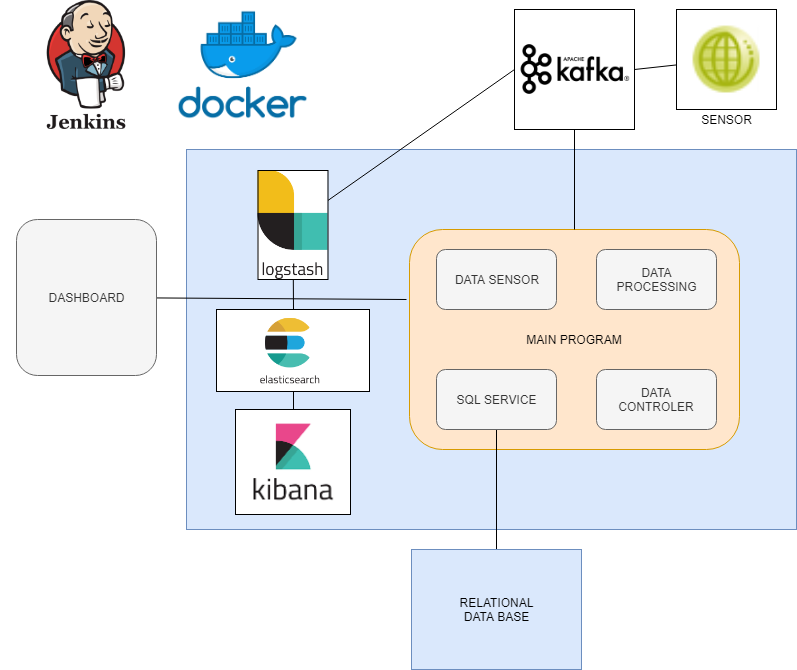 Jenkins
docker
APACHE
kafka®
SENSOR
logstash
DASHBOARD
DATA SENSOR
DATA
PROCESSING
MAIN PROGRAM
elasticsearch
SQL SERVICE
DATA
CONTROLER
kibana
RELATIONAL
DATA BASE